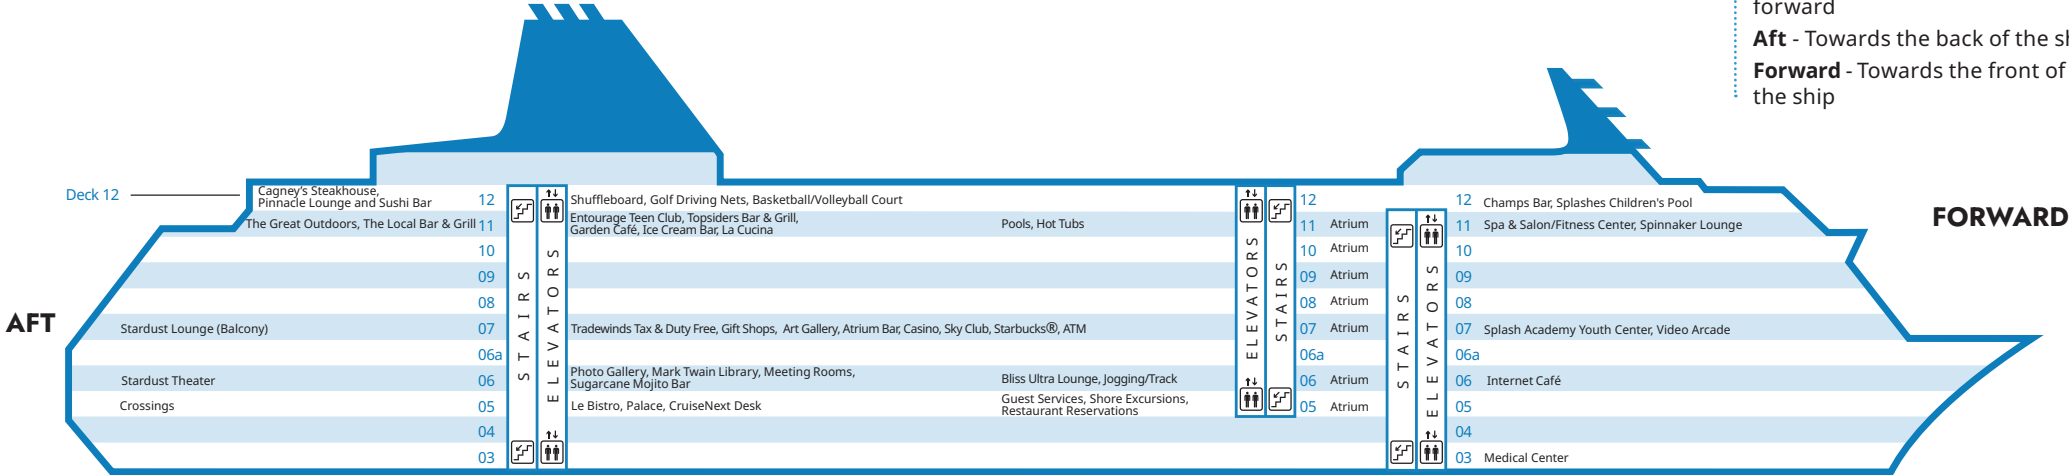 forward
Aft - Towards the back of the sh
Forward - Towards the front of
the ship
AFT
FORWARD
Deck 12
Cagney's Steakhouse,
Pinnacle Lounge and Sushi Bar
12
Shuffleboard, Golf Driving Nets, Basketball/Volleyball Court
12
12
Champs Bar, Splashes Children's Pool
The Great Outdoors, The Local Bar & Grill
11
Entourage Teen Club, Topsiders Bar & Grill,
Garden Café, Ice Cream Bar, La Cucina
Pools, Hot Tubs
11
Atrium
11
Spa & Salon/Fitness Center, Spinnaker Lounge
10
10
Atrium
10
09
09
Atrium
09
08
08
Atrium
08
Stardust Lounge (Balcony)
07
Tradewinds Tax & Duty Free, Gift Shops, Art Gallery, Atrium Bar, Casino, Sky Club, Starbucks®, ATM
07
Atrium
07
Splash Academy Youth Center, Video Arcade
06a
06a
06a
Stardust Theater
06
Photo Gallery, Mark Twain Library, Meeting Rooms,
Sugarcane Mojito Bar
Bliss Ultra Lounge, Jogging/Track
06
Atrium
06
Internet Café
Crossings
05
Le Bistro, Palace, CruiseNext Desk
Guest Services, Shore Excursions,
Restaurant Reservations
05
Atrium
05
04
04
03
03
Medical Center
STAIRS
ELEVATORS
ELEVATORS
STAIRS
STAIRS
ELEVATORS